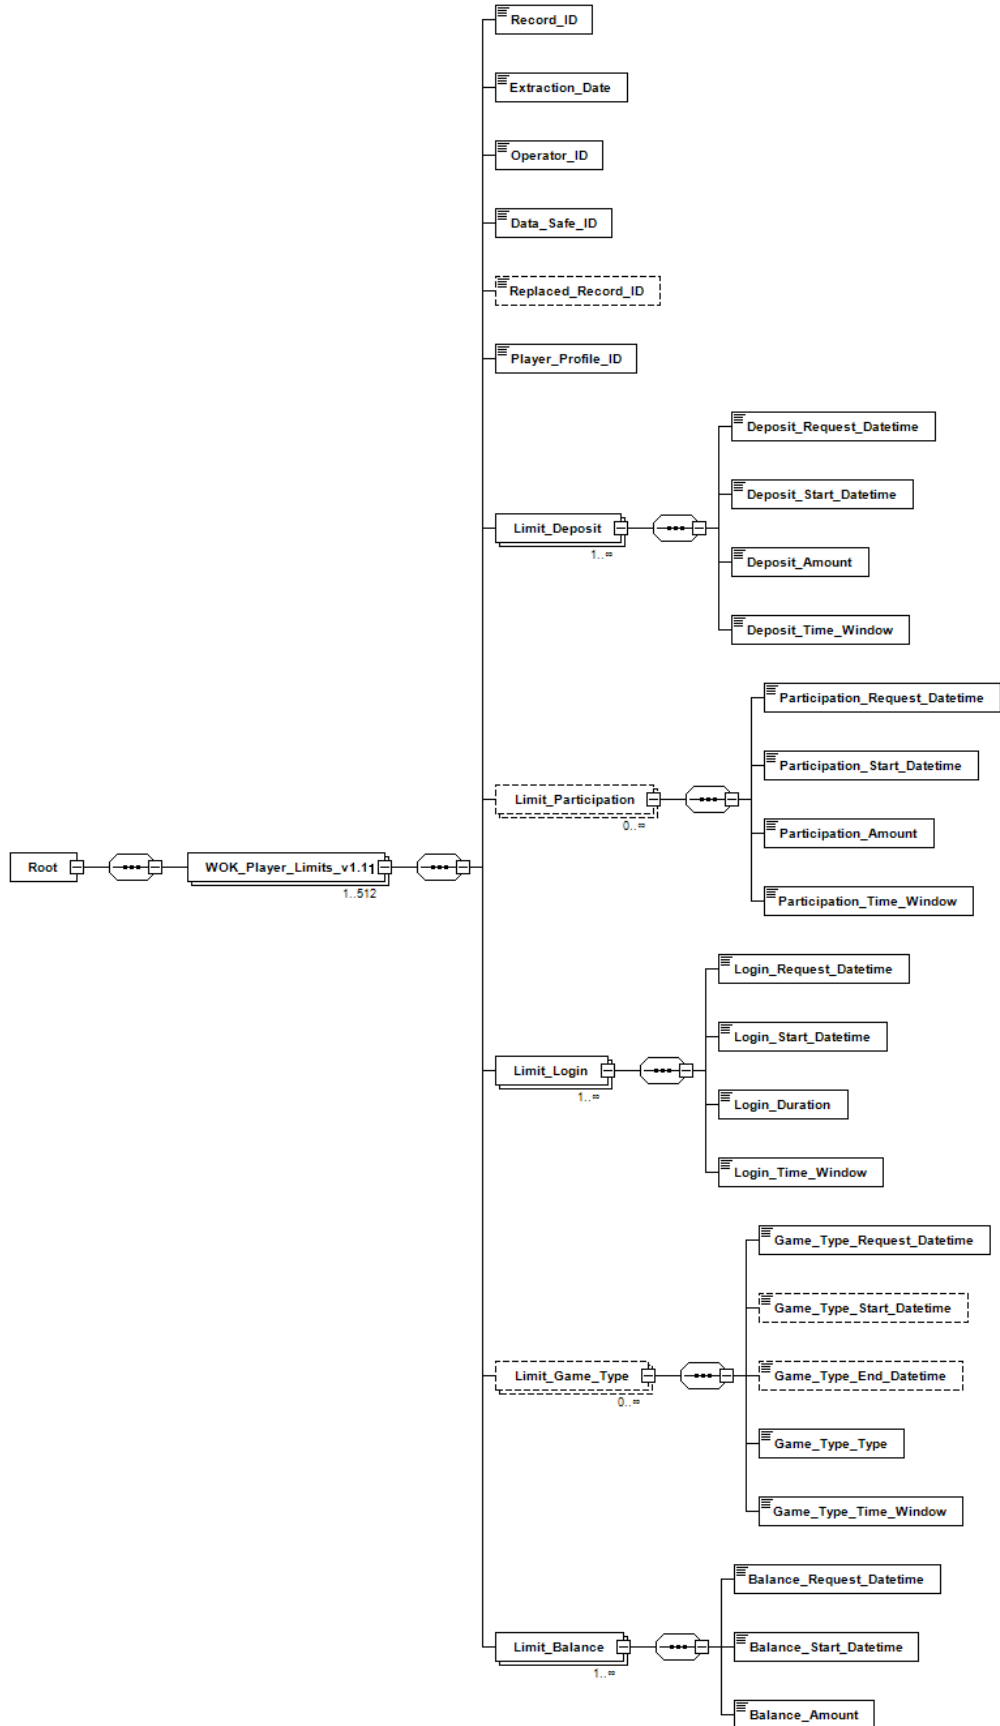 Record_ID
Extraction_Date
Operator_ID
Data_Safe_ID
Replaced_Record_ID
Player_Profile_ID
Deposit_Request_Datetime
Deposit_Start_Datetime
Limit_Deposit
1..∞
Deposit_Amount
Deposit_Time_Window
Participation_Request_Datetime
Participation_Start_Datetime
Limit_Participation
0..∞
Participation_Amount
Participation_Time_Window
Root
WOK_Player_Limits_v1.11
1..512
Login_Request_Datetime
Login_Start_Datetime
Limit_Login
1..∞
Login_Duration
Login_Time_Window
Game_Type_Request_Datetime
Game_Type_Start_Datetime
Limit_Game_Type
0..∞
Game_Type_End_Datetime
Game_Type_Type
Game_Type_Time_Window
Balance_Request_Datetime
Limit_Balance
1..∞
Balance_Start_Datetime
Balance_Amount